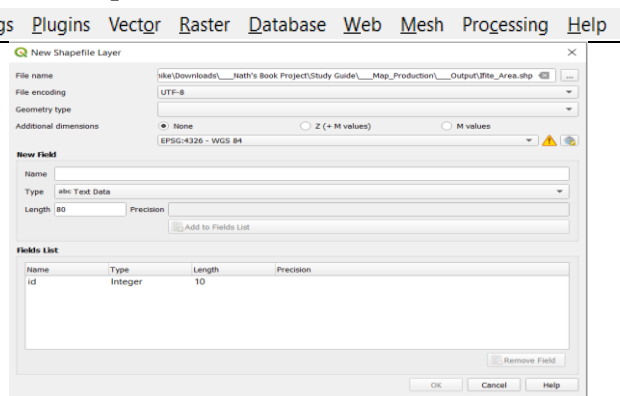 gs Plugins Vector Raster Database Web Mesh Processing Help
New Shapefile Layer
File name nike\Downloads\___Nath's Book Project\Study Guide\___Map_Production\___Output\Ifite_Area.shp ...
File encoding UTF-8
Geometry type
Additional dimensions None Z (+ M values) M values
EPSG:4326 - WGS 84
New Field
Name
Type abc Text Data
Length 80 Precision
Add to Fields List
Fields List
Name Type Length Precision
id Integer 10
Remove Field
OK Cancel Help